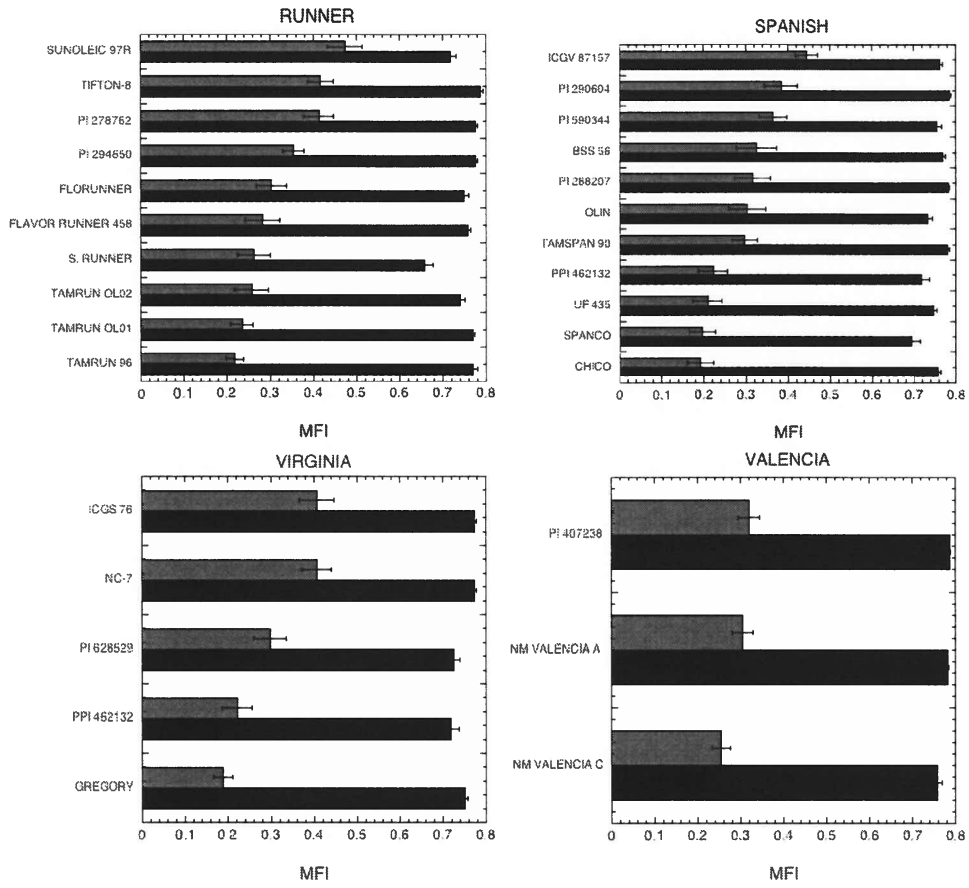 RUNNER
SUNOLEIC 97R
TIFTON-8
PI 278762
PI 294650
FLORUNNER
FLAVOR RUNNER 458
S. RUNNER
TAMRUN OL02
TAMRUN OL01
TAMRUN 96
0 0.1 0.2 0.3 0.4 0.5 0.6 0.7 0.8
MFI
SPANISH
ICGV 87157
PI 290604
PI 590344
BSS 56
PI 268207
OLIN
TAMSPAN 90
PPI 462132
UF 435
SPANCO
CHICO
0 0.1 0.2 0.3 0.4 0.5 0.6 0.7 0.8
MFI
VIRGINIA
ICGS 76
NC-7
PI 628529
PPI 462132
GREGORY
0 0.1 0.2 0.3 0.4 0.5 0.6 0.7 0.8
MFI
VALENCIA
PI 407238
NM VALENCIA A
NM VALENCIA C
0 0.1 0.2 0.3 0.4 0.5 0.6 0.7 0.8
MFI